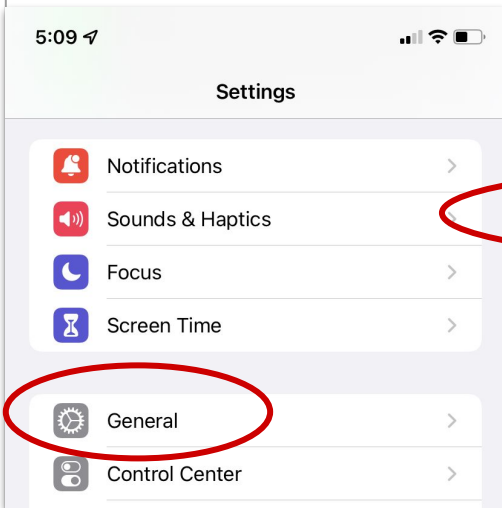 5:09
Settings
Notifications
Sounds & Haptics
Focus
Screen Time
General
Control Center